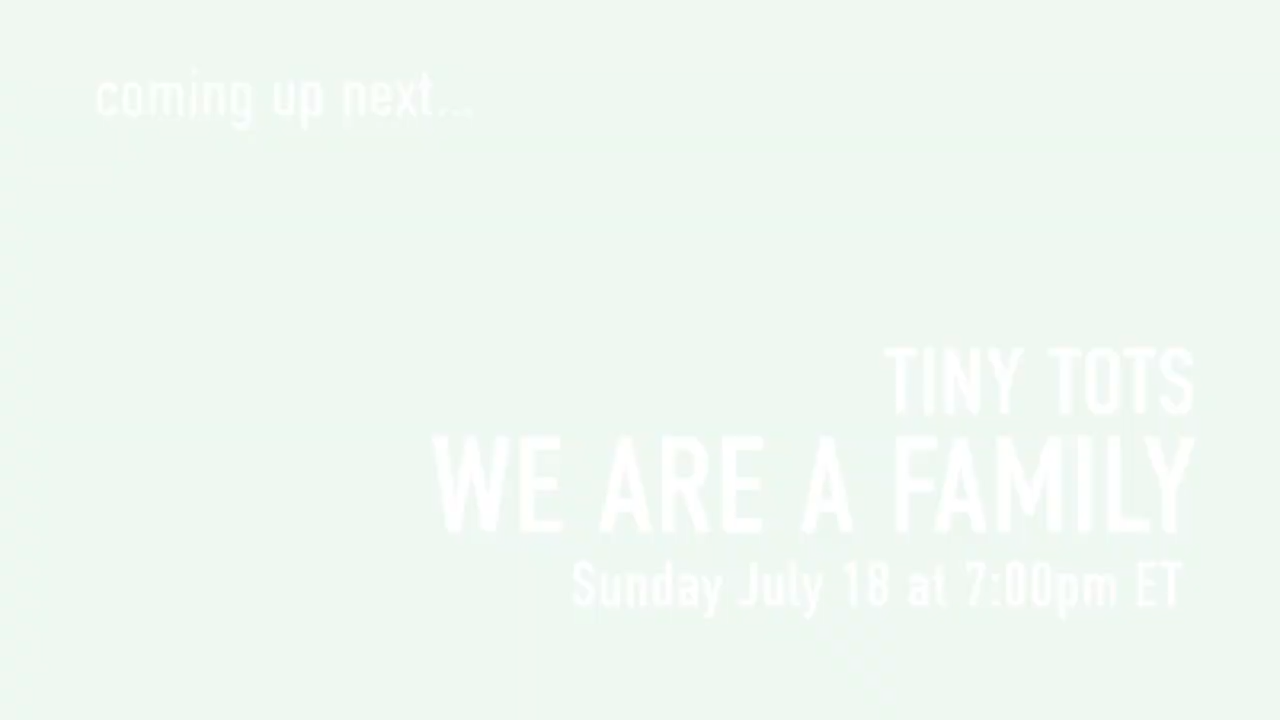 coming up next...
TINY TOTS
WE ARE A FAMILY
Sunday July 18 at 7:00pm ET